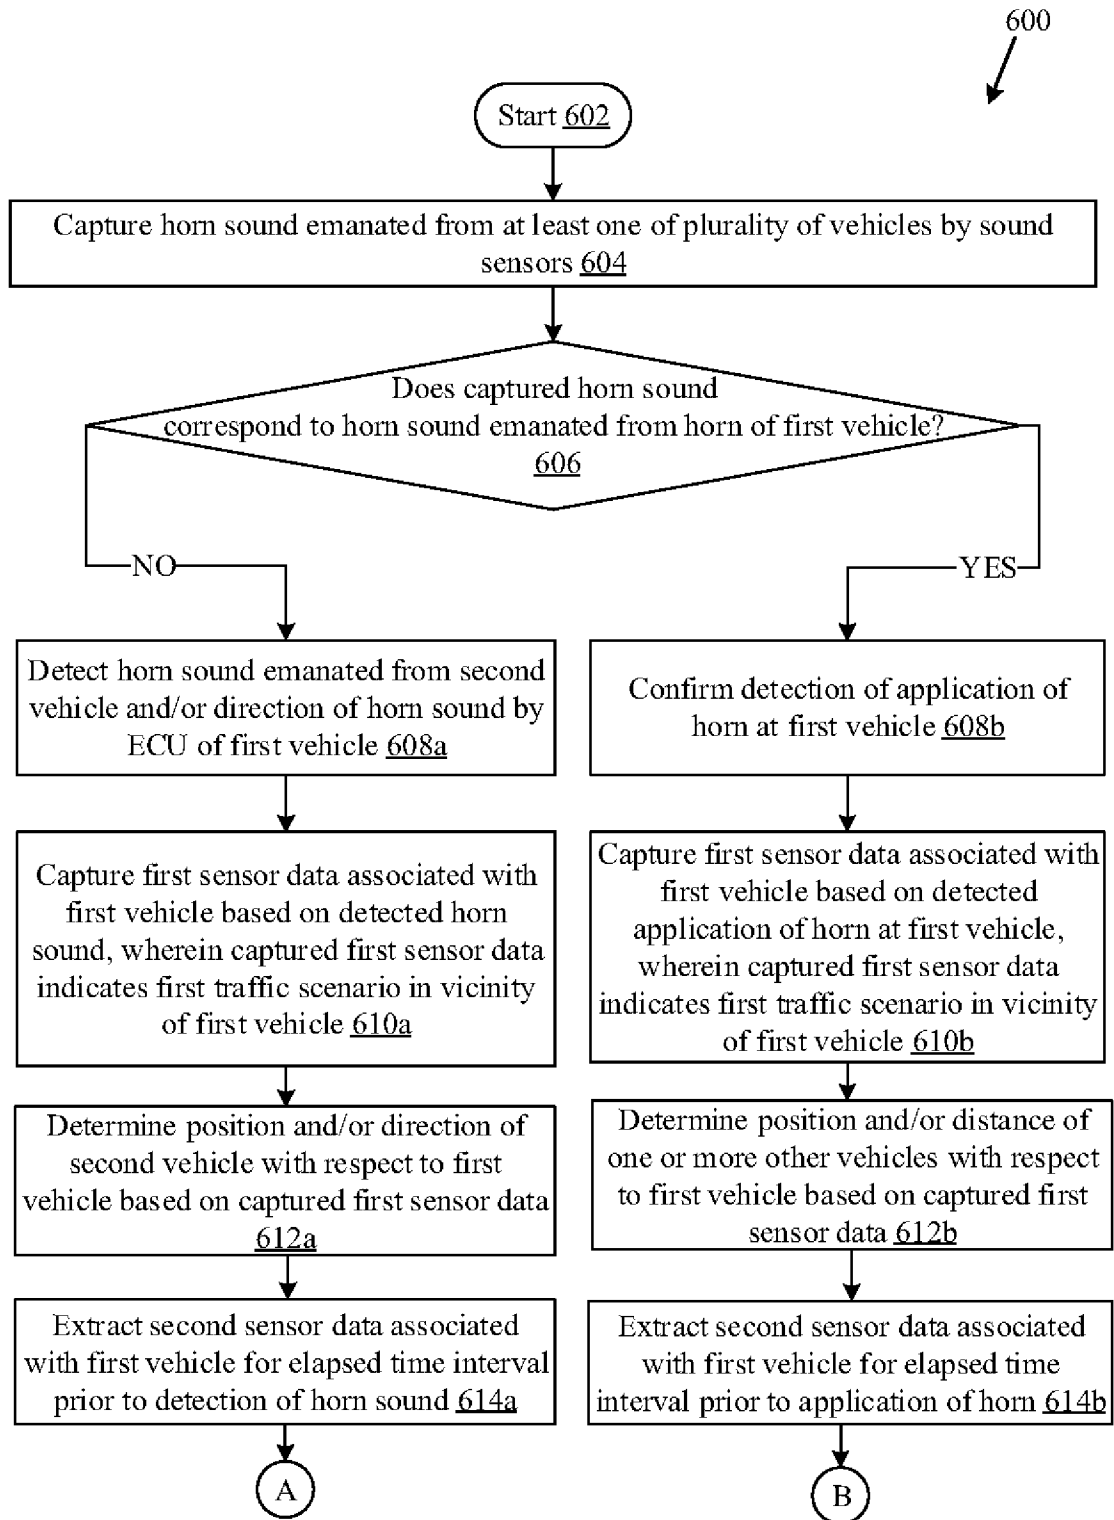 600
Start 602
Capture horn sound emanated from at least one of plurality of vehicles by sound
sensors 604
Does captured horn sound
correspond to horn sound emanated from horn of first vehicle?
606
NO
YES
Detect horn sound emanated from second
vehicle and/or direction of horn sound by
ECU of first vehicle 608a
Confirm detection of application of
horn at first vehicle 608b
Capture first sensor data associated with
first vehicle based on detected horn
sound, wherein captured first sensor data
indicates first traffic scenario in vicinity
of first vehicle 610a
Capture first sensor data associated with
first vehicle based on detected
application of horn at first vehicle,
wherein captured first sensor data
indicates first traffic scenario in vicinity
of first vehicle 610b
Determine position and/or direction of
second vehicle with respect to first
vehicle based on captured first sensor data
612a
Determine position and/or distance of
one or more other vehicles with respect
to first vehicle based on captured first
sensor data 612b
Extract second sensor data associated
with first vehicle for elapsed time interval
prior to detection of horn sound 614a
Extract second sensor data associated
with first vehicle for elapsed time
interval prior to application of horn 614b
A
B